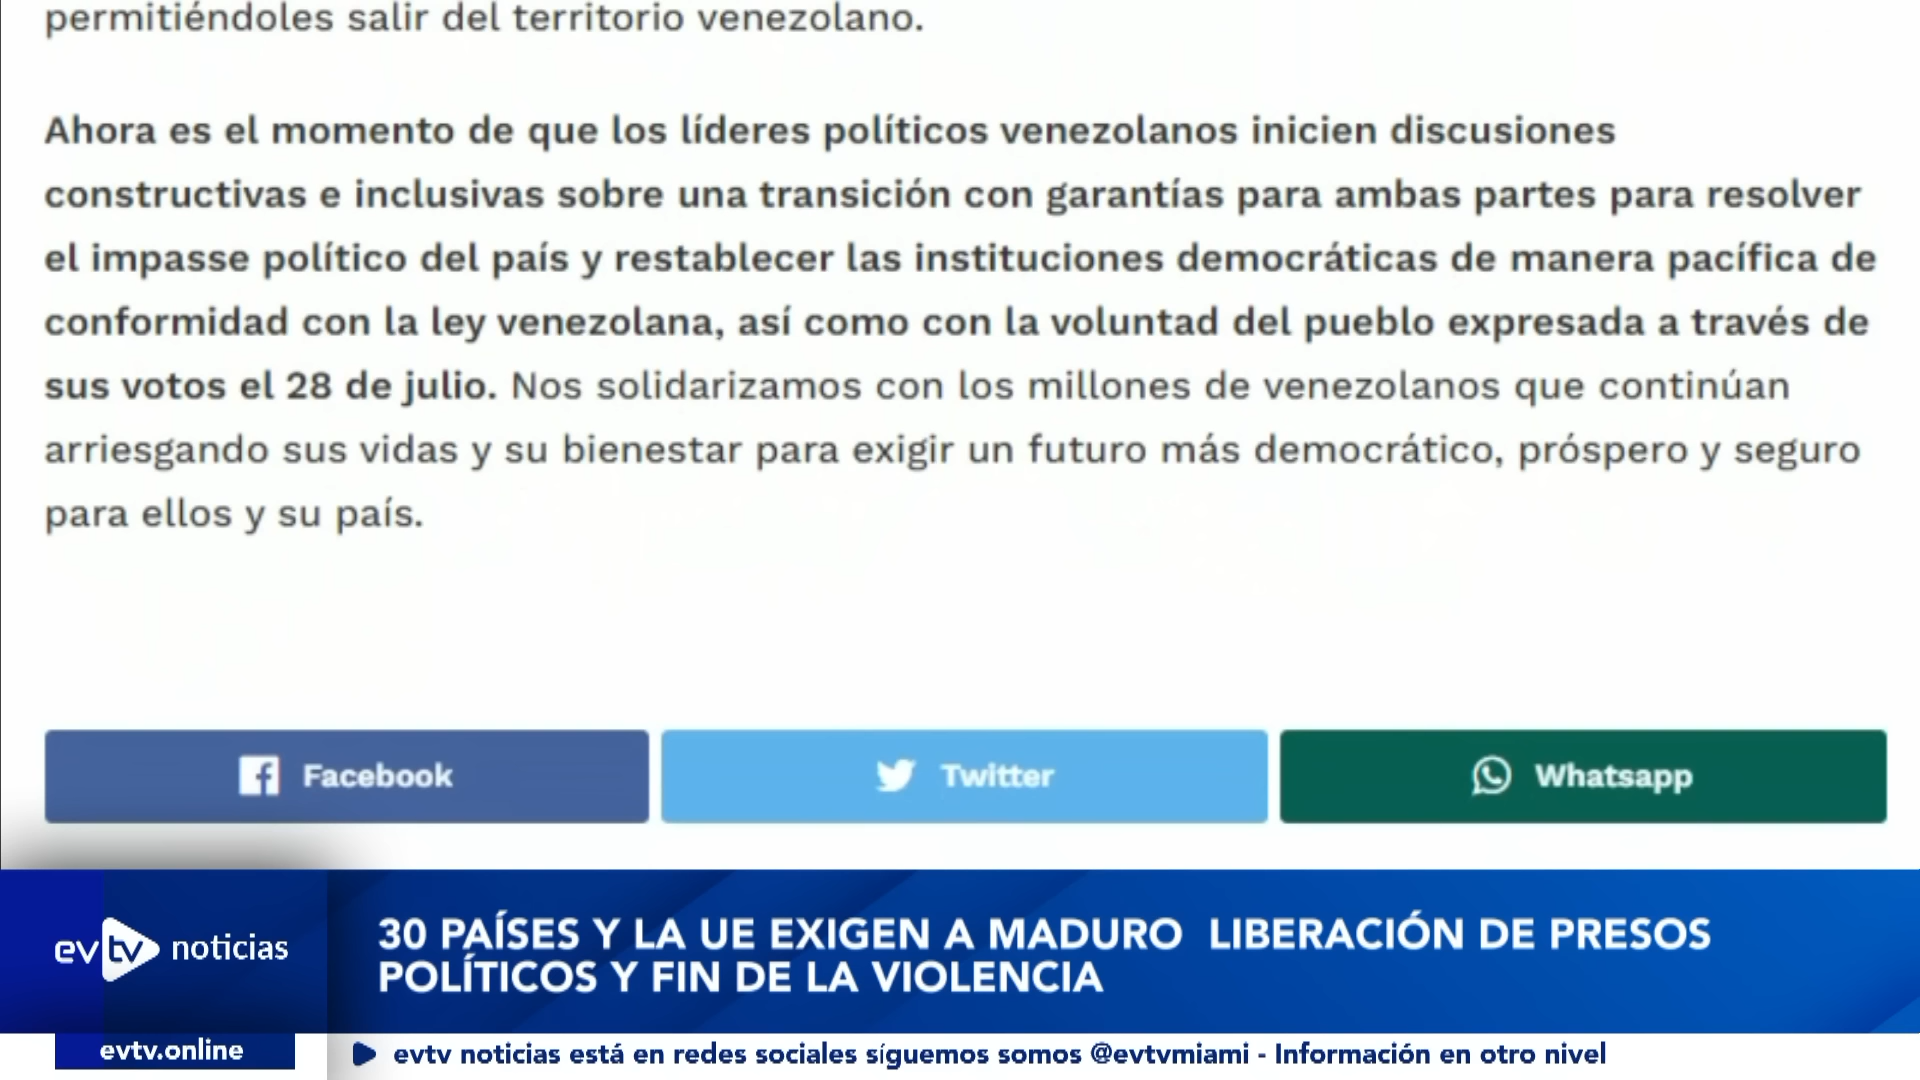 permitiéndoles salir del territorio venezolano.
Ahora es el momento de que los líderes políticos venezolanos inicien discusiones
constructivas e inclusivas sobre una transición con garantías para ambas partes para resolver
el impasse político del país y restablecer las instituciones democráticas de manera pacífica de
conformidad con la ley venezolana, así como con la voluntad del pueblo expresada a través de
sus votos el 28 de julio. Nos solidarizamos con los millones de venezolanos que continúan
arriesgando sus vidas y su bienestar para exigir un futuro más democrático, próspero y seguro
para ellos y su país.
Facebook
Twitter
Whatsapp
evtv noticias
30 PAÍSES Y LA UE EXIGEN A MADURO LIBERACIÓN DE PRESOS
POLÍTICOS Y FIN DE LA VIOLENCIA
evtv.online
evtv noticias está en redes sociales síguemos somos @evtvmiami - Información en otro nivel